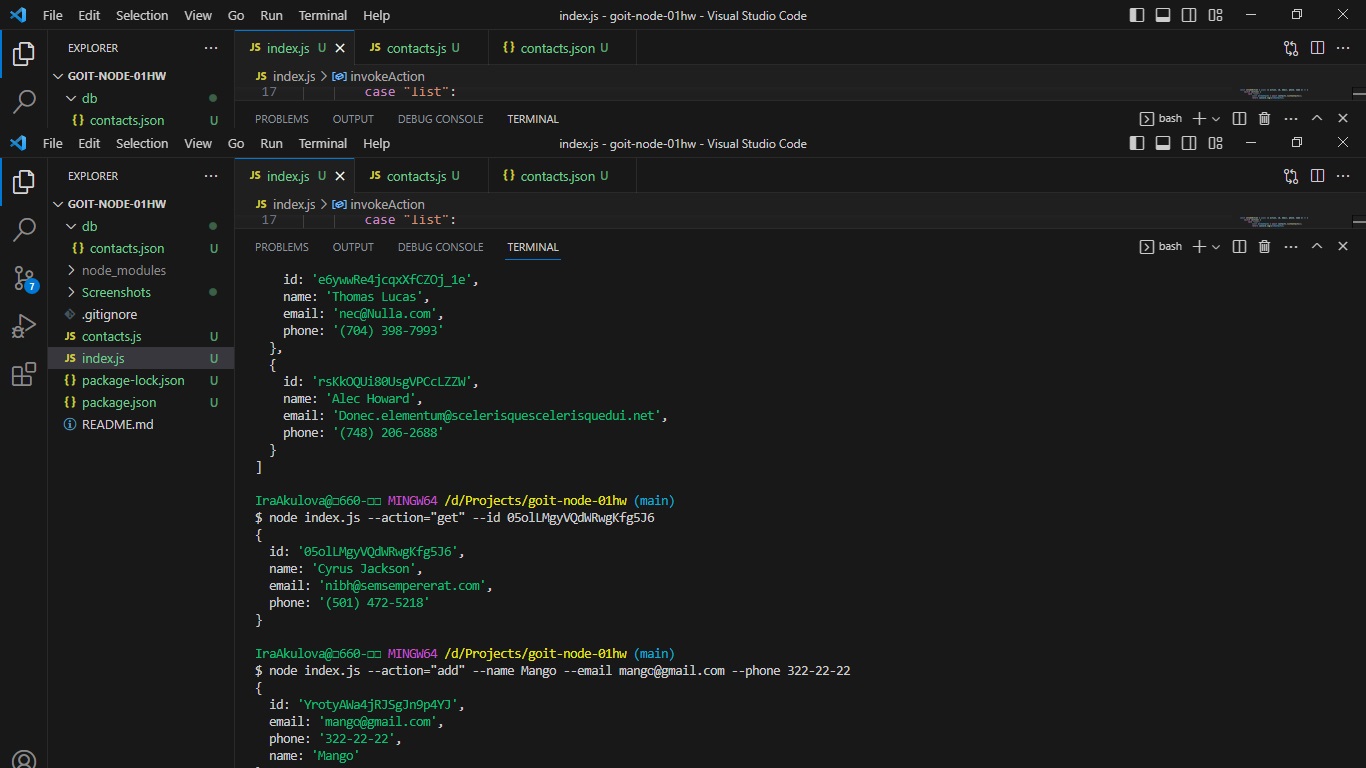 File Edit Selection View Go Run Terminal Help index.js - goit-node-01hw - Visual Studio Code
EXPLORER ··· JS index.js U JS contacts.js U {} contacts.json U ···
GOIT-NODE-01HW JS index.js > invokeAction
17 case "list":
db
{} contacts.json U
PROBLEMS OUTPUT DEBUG CONSOLE TERMINAL bash ···
File Edit Selection View Go Run Terminal Help index.js - goit-node-01hw - Visual Studio Code
EXPLORER ··· JS index.js U JS contacts.js U {} contacts.json U ···
GOIT-NODE-01HW JS index.js > invokeAction
17 case "list":
db
{} contacts.json U
node_modules
Screenshots
.gitignore
JS contacts.js U
JS index.js U
{} package-lock.json U
{} package.json U
README.md
7
PROBLEMS OUTPUT DEBUG CONSOLE TERMINAL bash ···
id: 'e6ywwRe4jcqxXfCZOj_1e',
name: 'Thomas Lucas',
email: 'nec@Nulla.com',
phone: '(704) 398-7993'
},
{
id: 'rsKkOQUi80UsgVPCcLZZW',
name: 'Alec Howard',
email: 'Donec.elementum@scelerisquescelerisquedui.net',
phone: '(748) 206-2688'
}
]
IraAkulova@□660-□□ MINGW64 /d/Projects/goit-node-01hw (main)
$ node index.js --action="get" --id 05olLMgyVQdWRwgKfg5J6
{
id: '05olLMgyVQdWRwgKfg5J6',
name: 'Cyrus Jackson',
email: 'nibh@semsempererat.com',
phone: '(501) 472-5218'
}
IraAkulova@□660-□□ MINGW64 /d/Projects/goit-node-01hw (main)
$ node index.js --action="add" --name Mango --email mango@gmail.com --phone 322-22-22
{
id: 'YrotyAWa4jRJSgJn9p4YJ',
email: 'mango@gmail.com',
phone: '322-22-22',
name: 'Mango'